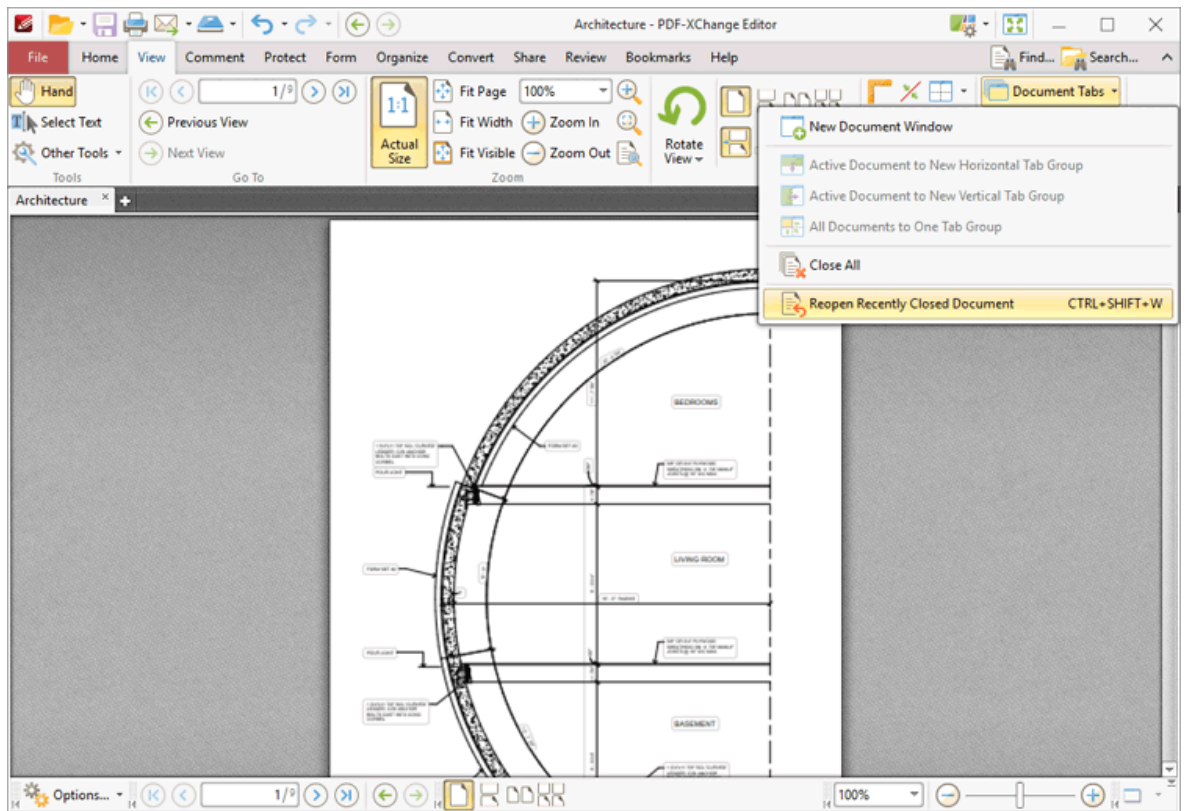 Architecture - PDF-XChange Editor
File Home View Comment Protect Form Organize Convert Share Review Bookmarks Help Find... Search...
Hand 1/9 Fit Page 100% Document Tabs
Select Text Previous View Fit Width Zoom In
Other Tools Next View Actual Size Fit Visible Zoom Out Rotate View
1:1
Tools Go To Zoom
New Document Window
Active Document to New Horizontal Tab Group
Active Document to New Vertical Tab Group
All Documents to One Tab Group
Close All
Reopen Recently Closed Document CTRL+SHIFT+W
Architecture
BEDROOMS
LIVING ROOM
BASEMENT
Options... 1/9 100%